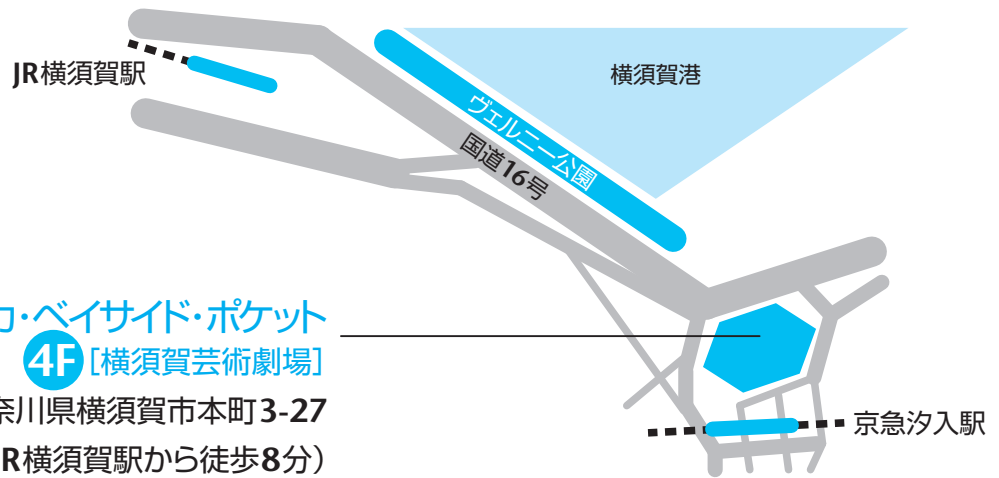 JR横須賀駅
横須賀港
ヴェルニー公園
国道16号
カ・ベイサイド・ポケット
4F [横須賀芸術劇場]
奈川県横須賀市本町3-27
R横須賀駅から徒歩8分）
京急汐入駅